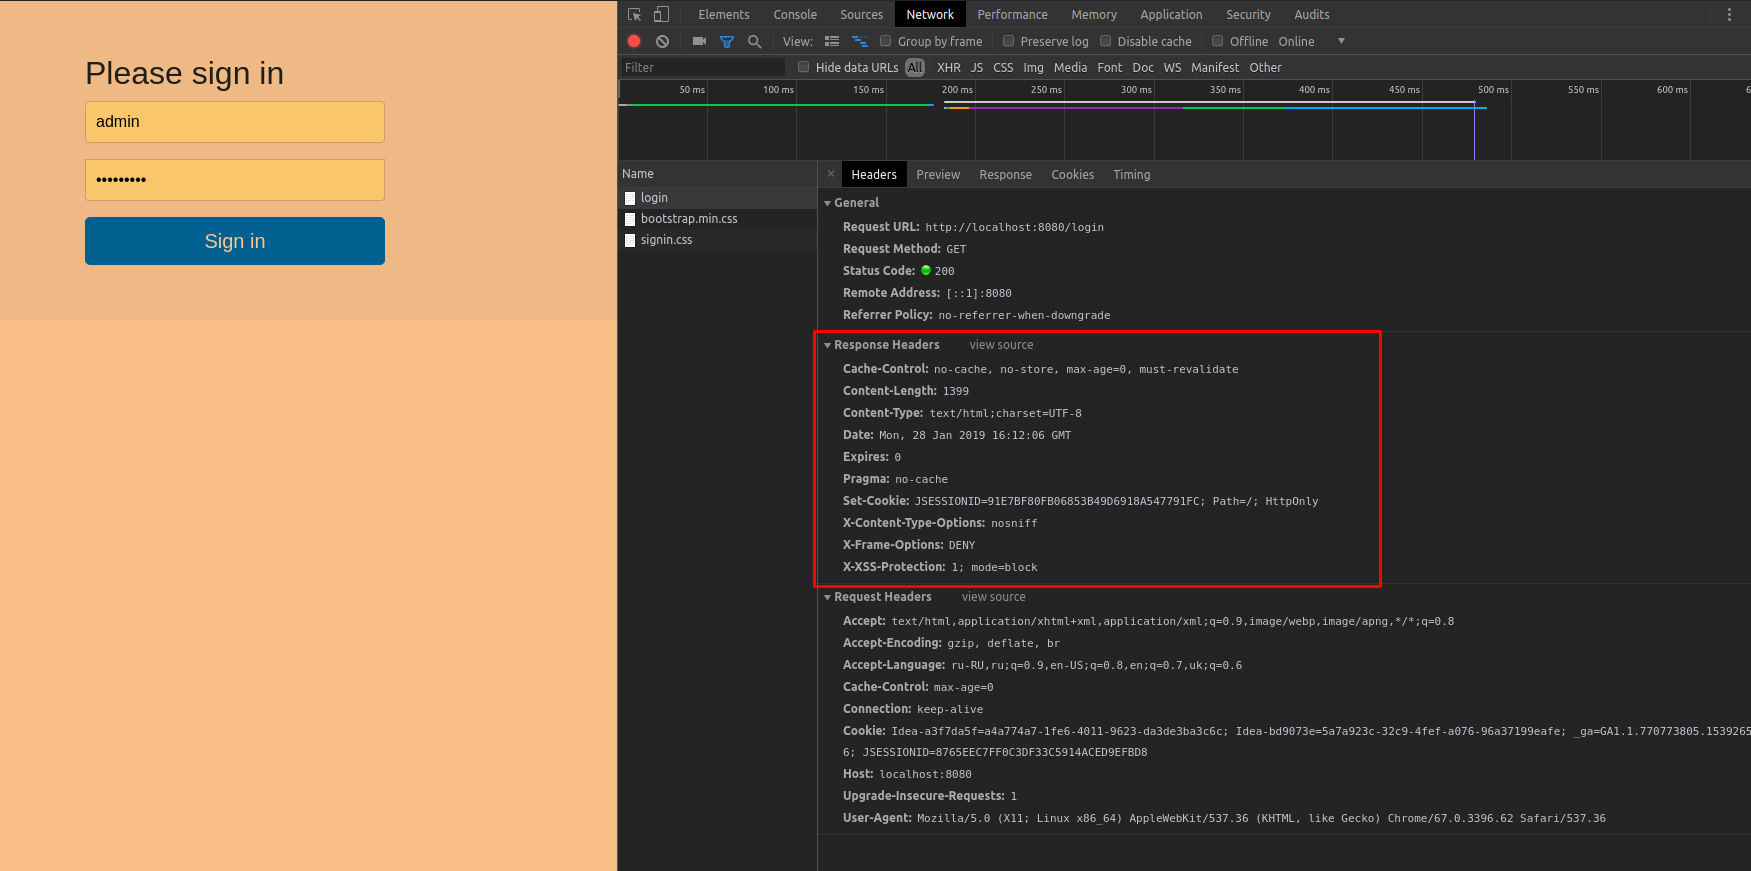 Please sign in
admin
•••••••••
Sign in
Elements Console Sources Network Performance Memory Application Security Audits
View: Group by frame Preserve log Disable cache Offline Online
Filter Hide data URLs All XHR JS CSS Img Media Font Doc WS Manifest Other
50 ms 100 ms 150 ms 200 ms 250 ms 300 ms 350 ms 400 ms 450 ms 500 ms 550 ms 600 ms
Name
login
bootstrap.min.css
signin.css
× Headers Preview Response Cookies Timing
General
Request URL: http://localhost:8080/login
Request Method: GET
Status Code: 200
Remote Address: [::1]:8080
Referrer Policy: no-referrer-when-downgrade
Response Headers view source
Cache-Control: no-cache, no-store, max-age=0, must-revalidate
Content-Length: 1399
Content-Type: text/html;charset=UTF-8
Date: Mon, 28 Jan 2019 16:12:06 GMT
Expires: 0
Pragma: no-cache
Set-Cookie: JSESSIONID=91E7BF80FB06853B49D6918A547791FC; Path=/; HttpOnly
X-Content-Type-Options: nosniff
X-Frame-Options: DENY
X-XSS-Protection: 1; mode=block
Request Headers view source
Accept: text/html,application/xhtml+xml,application/xml;q=0.9,image/webp,image/apng,*/*;q=0.8
Accept-Encoding: gzip, deflate, br
Accept-Language: ru-RU,ru;q=0.9,en-US;q=0.8,en;q=0.7,uk;q=0.6
Cache-Control: max-age=0
Connection: keep-alive
Cookie: Idea-a3f7da5f=a4a774a7-1fe6-4011-9623-da3de3ba3c6c; Idea-bd9073e=5a7a923c-32c9-4fef-a076-96a37199eafe; _ga=GA1.1.770773805.1539265
6; JSESSIONID=8765EEC7FF0C3DF33C5914ACED9EFBD8
Host: localhost:8080
Upgrade-Insecure-Requests: 1
User-Agent: Mozilla/5.0 (X11; Linux x86_64) AppleWebKit/537.36 (KHTML, like Gecko) Chrome/67.0.3396.62 Safari/537.36